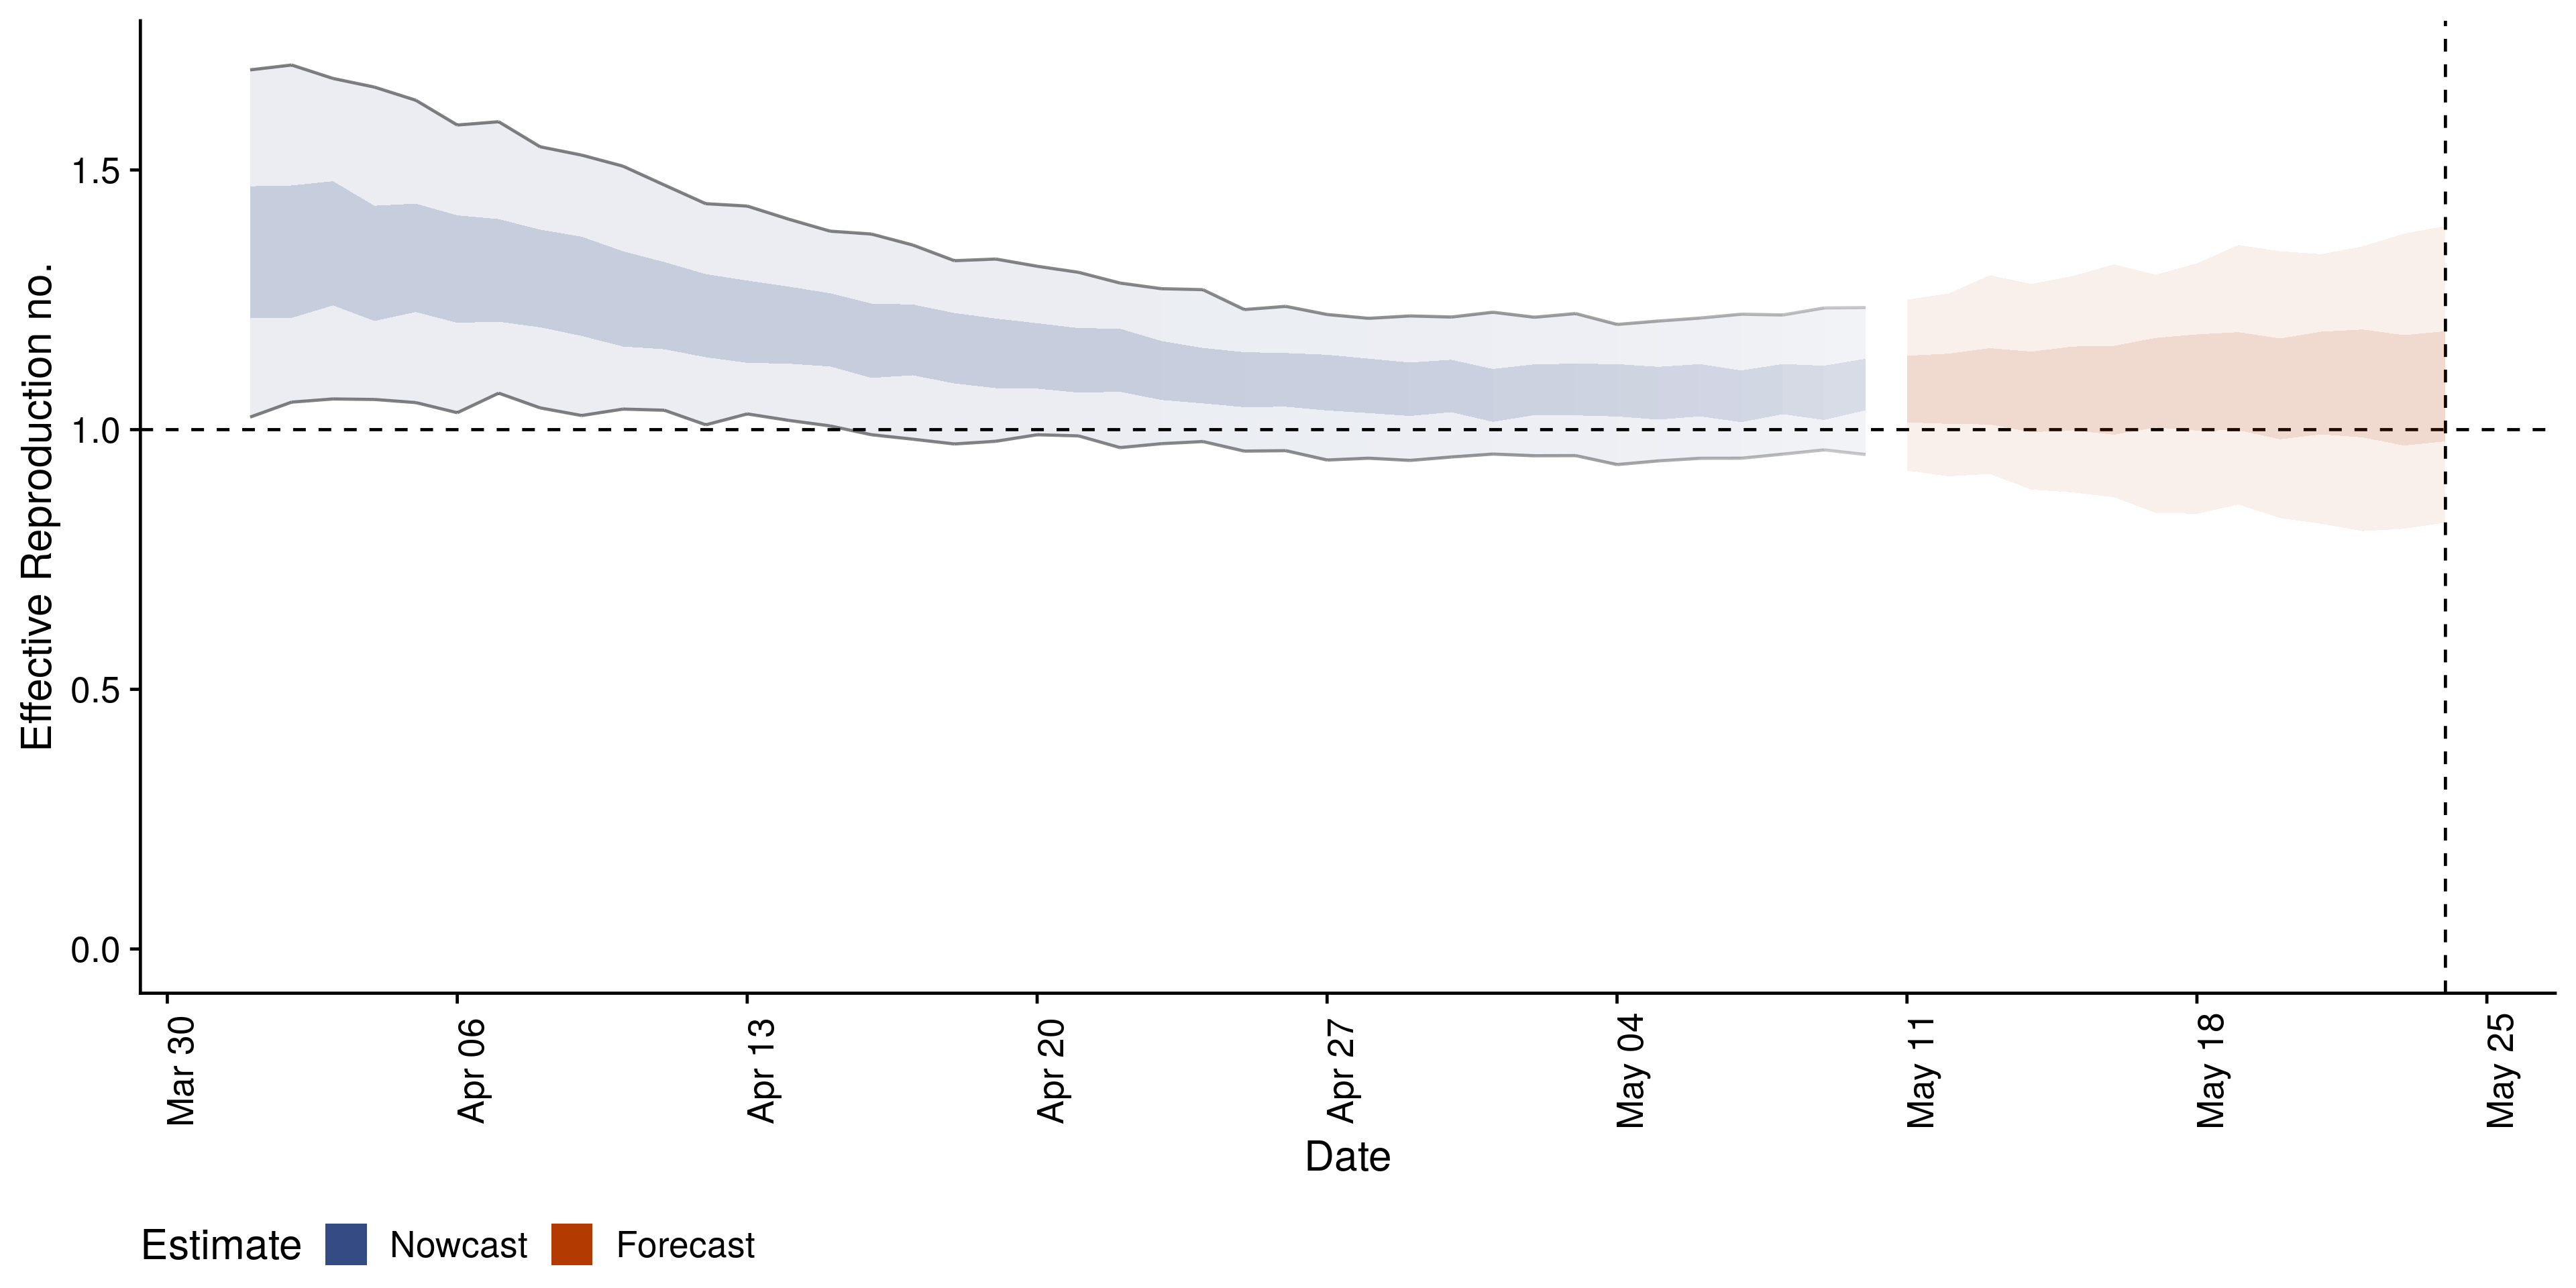 Effective Reproduction no.
1.5
1.0
0.5
0.0
Mar 30
Apr 06
Apr 13
Apr 20
Apr 27
May 04
May 11
May 18
May 25
Date
Estimate Nowcast Forecast